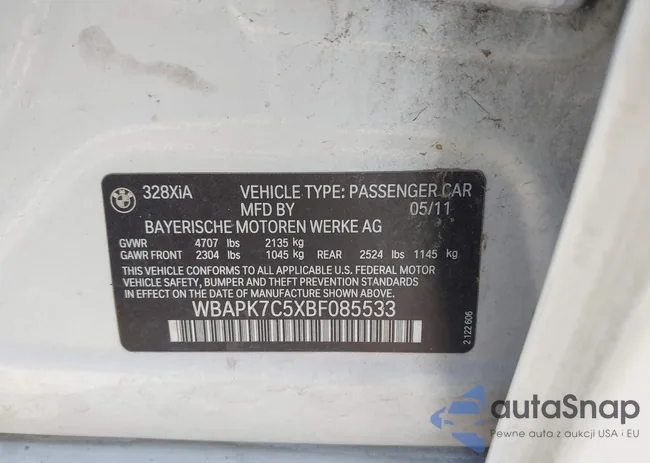 328XiA VEHICLE TYPE: PASSENGER CAR
MFD BY 05/11
BAYERISCHE MOTOREN WERKE AG
GVWR 4707 lbs 2135 kg
GAWR FRONT 2304 lbs 1045 kg REAR 2524 lbs 1145 kg
THIS VEHICLE CONFORMS TO ALL APPLICABLE U.S. FEDERAL MOTOR
VEHICLE SAFETY, BUMPER, AND THEFT PREVENTION STANDARDS
IN EFFECT ON THE DATE OF MANUFACTURE SHOWN ABOVE.
WBAPK7C5XBF085533
2 122 606
autaSnap
Pewne auta z aukcji USA i EU